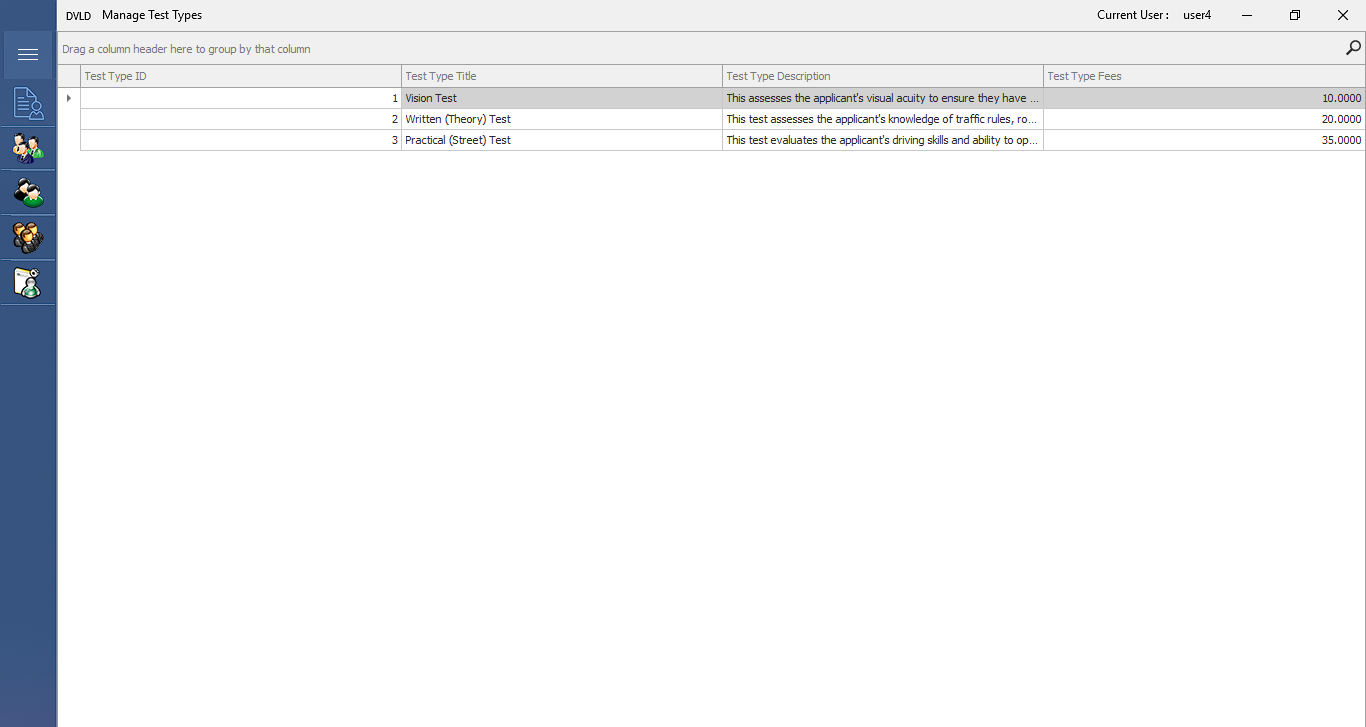 DVLD Manage Test Types Current User : user4
Drag a column header here to group by that column
Test Type ID Test Type Title Test Type Description Test Type Fees
1 Vision Test This assesses the applicant's visual acuity to ensure they have ... 10.0000
2 Written (Theory) Test This test assesses the applicant's knowledge of traffic rules, ro... 20.0000
3 Practical (Street) Test This test evaluates the applicant's driving skills and ability to op... 35.0000